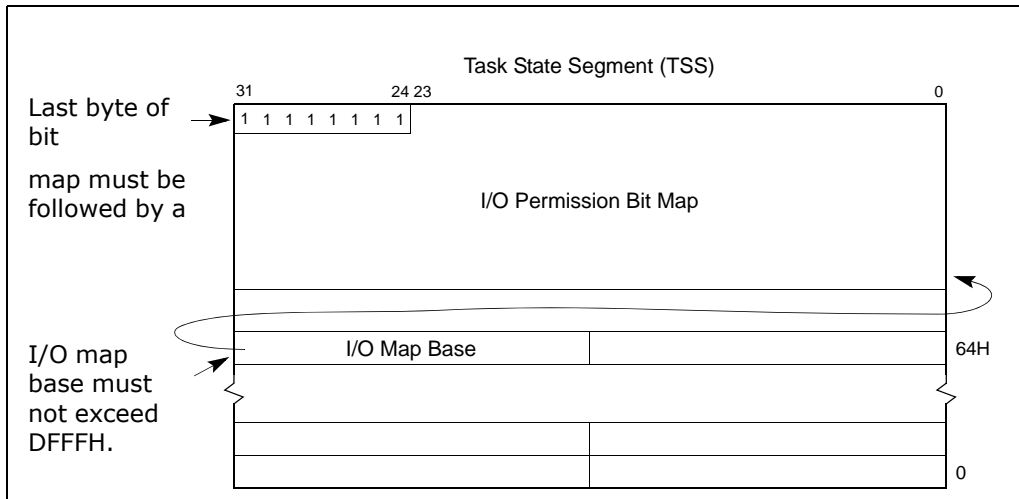 Task State Segment (TSS)
31 24 23 0
Last byte of
bit
map must be
followed by a
1 1 1 1 1 1 1 1
I/O Permission Bit Map
I/O map
base must
not exceed
DFFFH.
I/O Map Base
64H
0